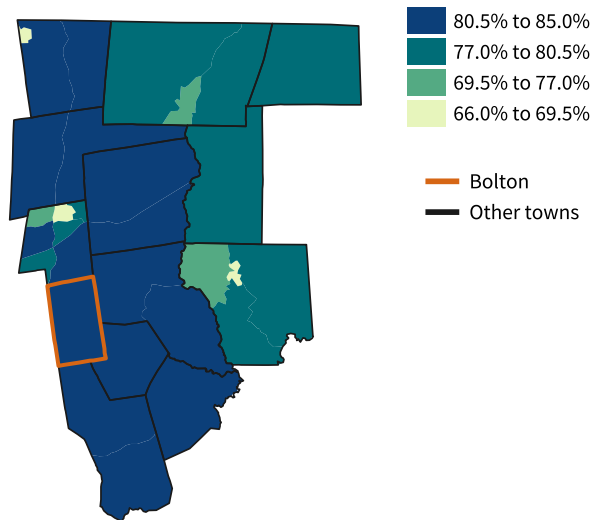 80.5% to 85.0%
77.0% to 80.5%
69.5% to 77.0%
66.0% to 69.5%
Bolton
Other towns